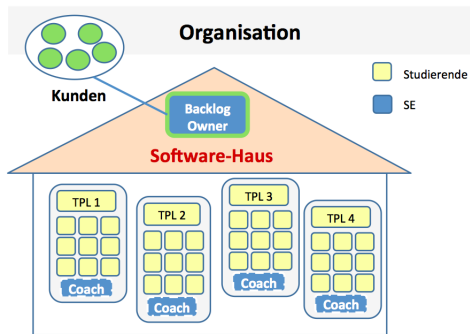 Organisation
Kunden
Studierende
SE
Backlog
Owner
Software-Haus
TPL 1
TPL 2
TPL 3
TPL 4
Coach
Coach
Coach
Coach